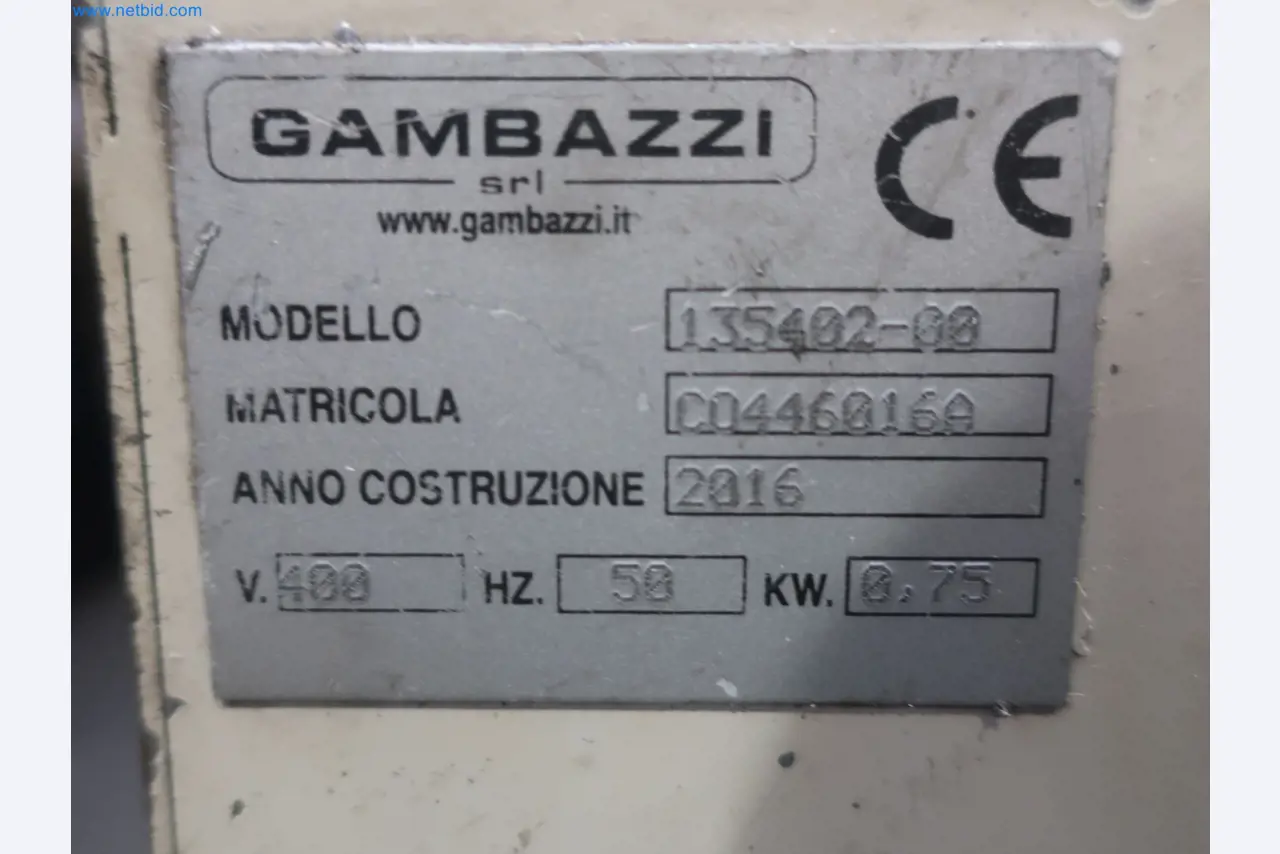 www.netbid.com
GAMBAZZI
srl
www.gambazzi.it
CE
MODELLO 135402-00
MATRICOLA CO446016A
ANNO COSTRUZIONE 2016
V. 400 HZ. 50 KW. 0,75